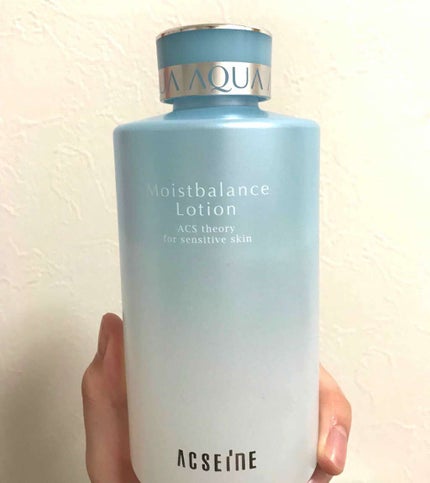 A AQUA A
Moistbalance
Lotion
ACS theory
for sensitive skin
ACSEINE